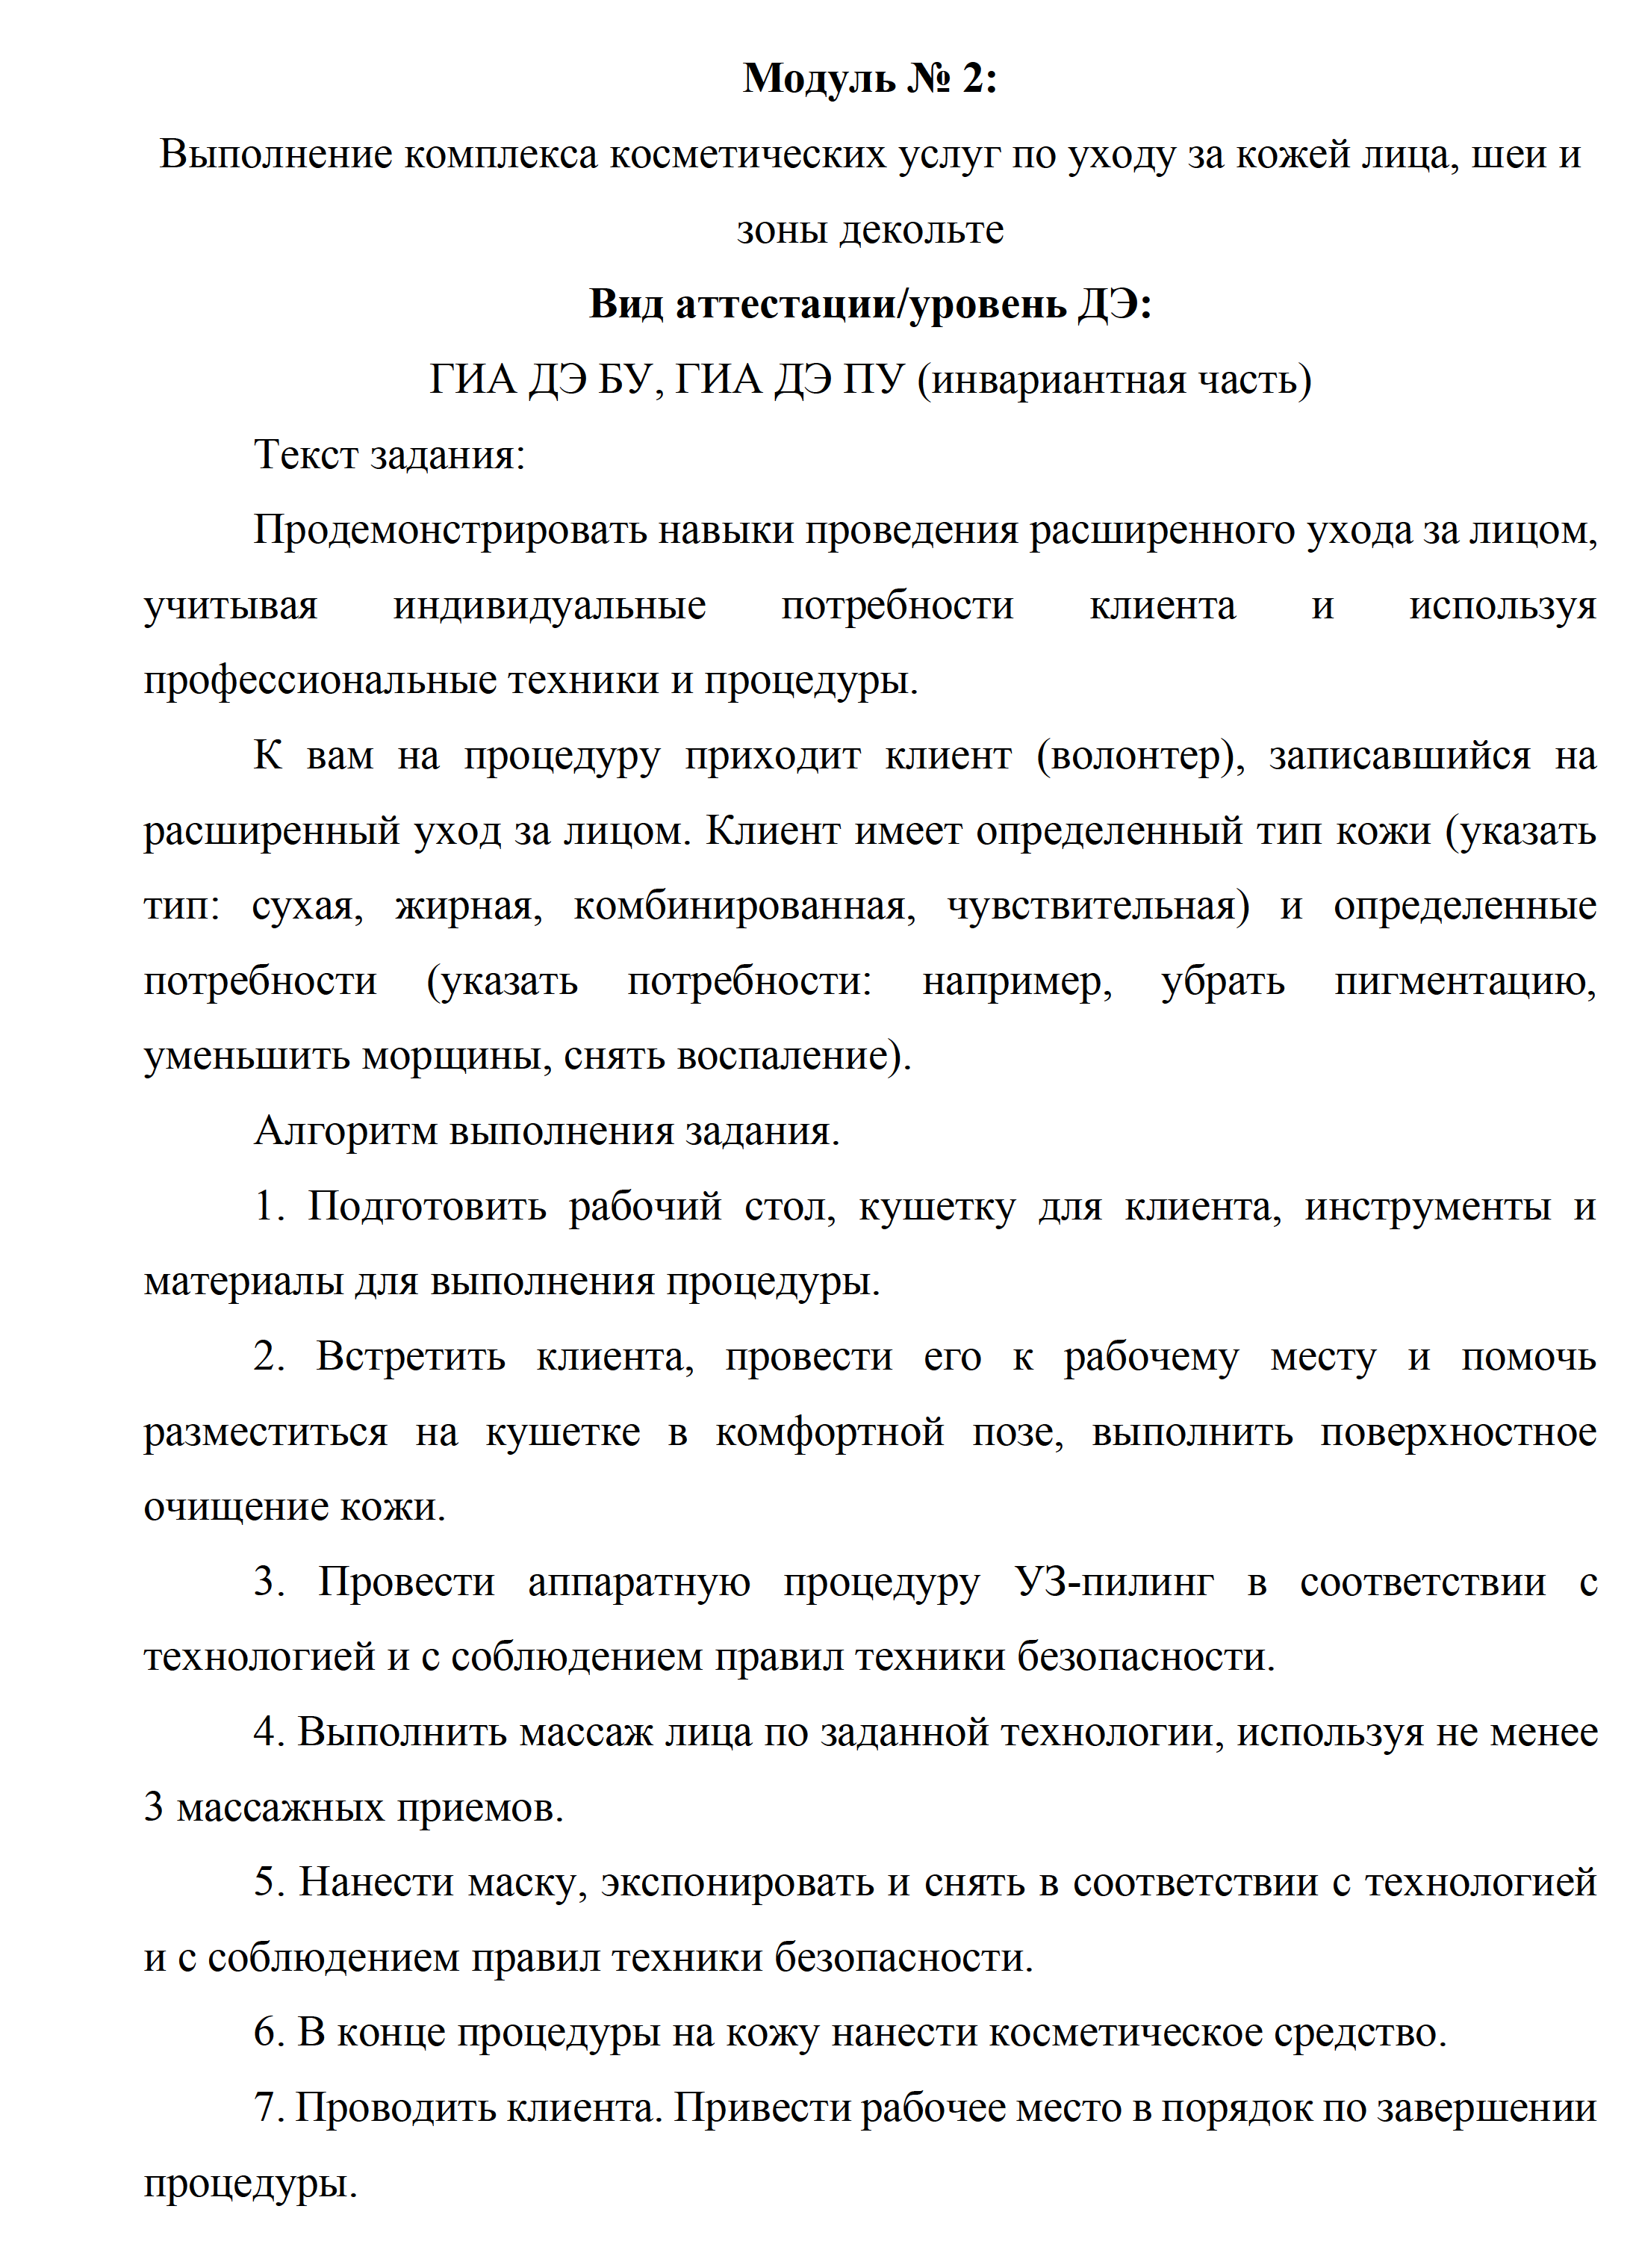 Модуль № 2:
Выполнение комплекса косметических услуг по уходу за кожей лица, шеи и
зоны декольте
Вид аттестации/уровень ДЭ:
ГИА ДЭ БУ, ГИА ДЭ ПУ (инвариантная часть)
Текст задания:
Продемонстрировать навыки проведения расширенного ухода за лицом,
учитывая индивидуальные потребности клиента и используя
профессиональные техники и процедуры.
К вам на процедуру приходит клиент (волонтер), записавшийся на
расширенный уход за лицом. Клиент имеет определенный тип кожи (указать
тип: сухая, жирная, комбинированная, чувствительная) и определенные
потребности (указать потребности: например, убрать пигментацию,
уменьшить морщины, снять воспаление).
Алгоритм выполнения задания.
1. Подготовить рабочий стол, кушетку для клиента, инструменты и
материалы для выполнения процедуры.
2. Встретить клиента, провести его к рабочему месту и помочь
разместиться на кушетке в комфортной позе, выполнить поверхностное
очищение кожи.
3. Провести аппаратную процедуру УЗ-пилинг в соответствии с
технологией и с соблюдением правил техники безопасности.
4. Выполнить массаж лица по заданной технологии, используя не менее
3 массажных приемов.
5. Нанести маску, экспонировать и снять в соответствии с технологией
и с соблюдением правил техники безопасности.
6. В конце процедуры на кожу нанести косметическое средство.
7. Проводить клиента. Привести рабочее место в порядок по завершении
процедуры.